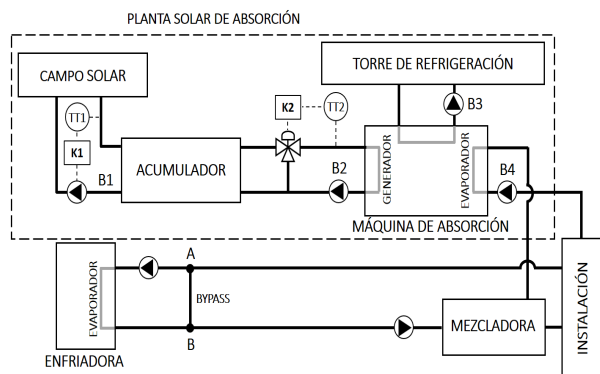 PLANTA SOLAR DE ABSORCIÓN
CAMPO SOLAR
TORRE DE REFRIGERACIÓN
TT1
K2
TT2
B3
K1
ACUMULADOR
GENERADOR
EVAPORADOR
B1
B2
B4
MÁQUINA DE ABSORCIÓN
EVAPORADOR
A
BYPASS
B
MEZCLADORA
INSTALACIÓN
ENFRIADORA